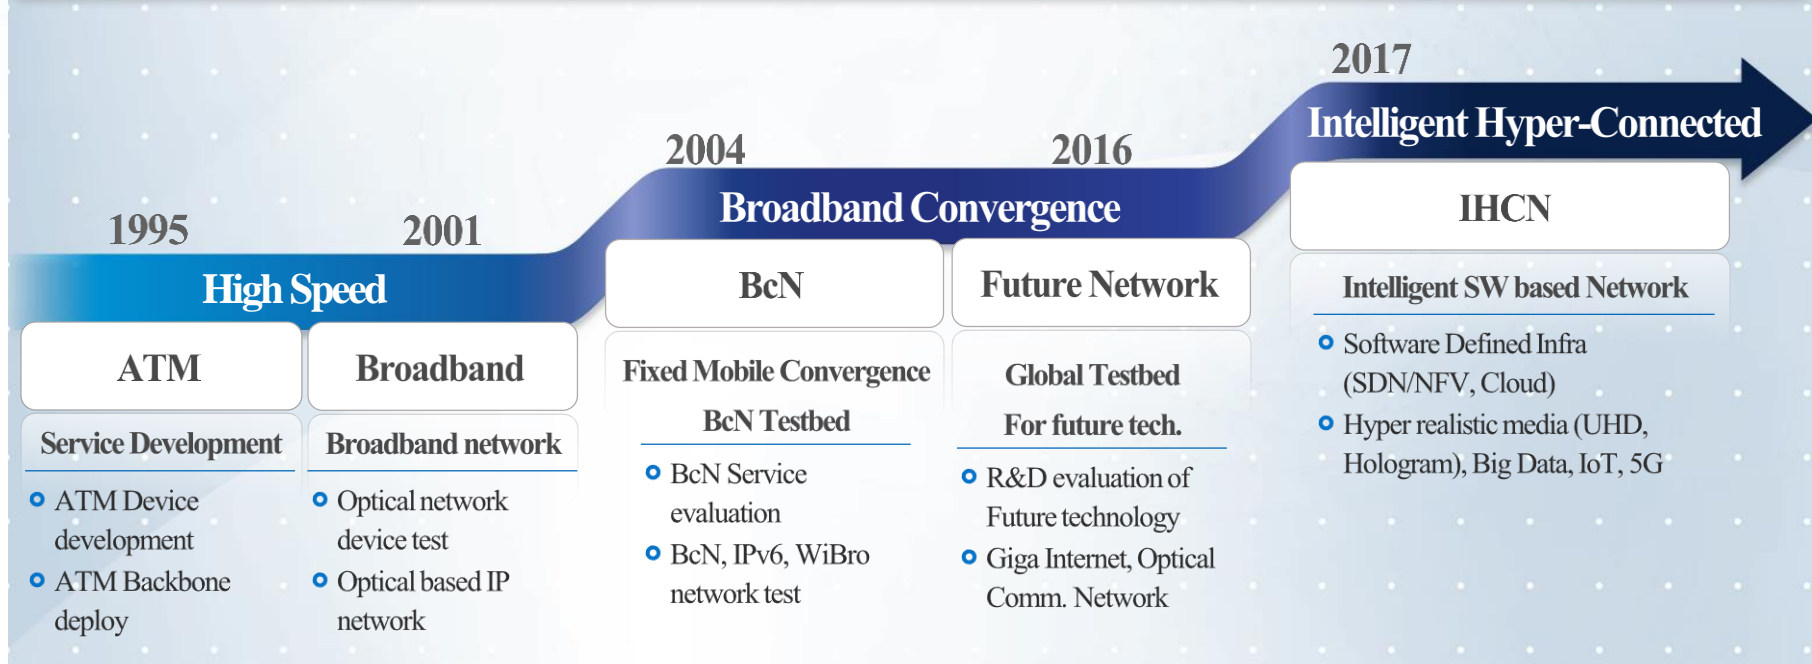 2017
Intelligent Hyper-Connected
2004
2016
Broadband Convergence
1995
2001
High Speed
ATM
Service Development
ATM Device
development
ATM Backbone
deploy
Broadband
Broadband network
Optical network
device test
Optical based IP
network
BcN
Fixed Mobile Convergence
BcN Testbed
BcN Service
evaluation
BcN, IPv6, WiBro
network test
Future Network
Global Testbed
For future tech.
R&D evaluation of
Future technology
Giga Internet, Optical
Comm. Network
IHCN
Intelligent SW based Network
Software Defined Infra
(SDN/NFV, Cloud)
Hyper realistic media (UHD,
Hologram), Big Data, IoT, 5G